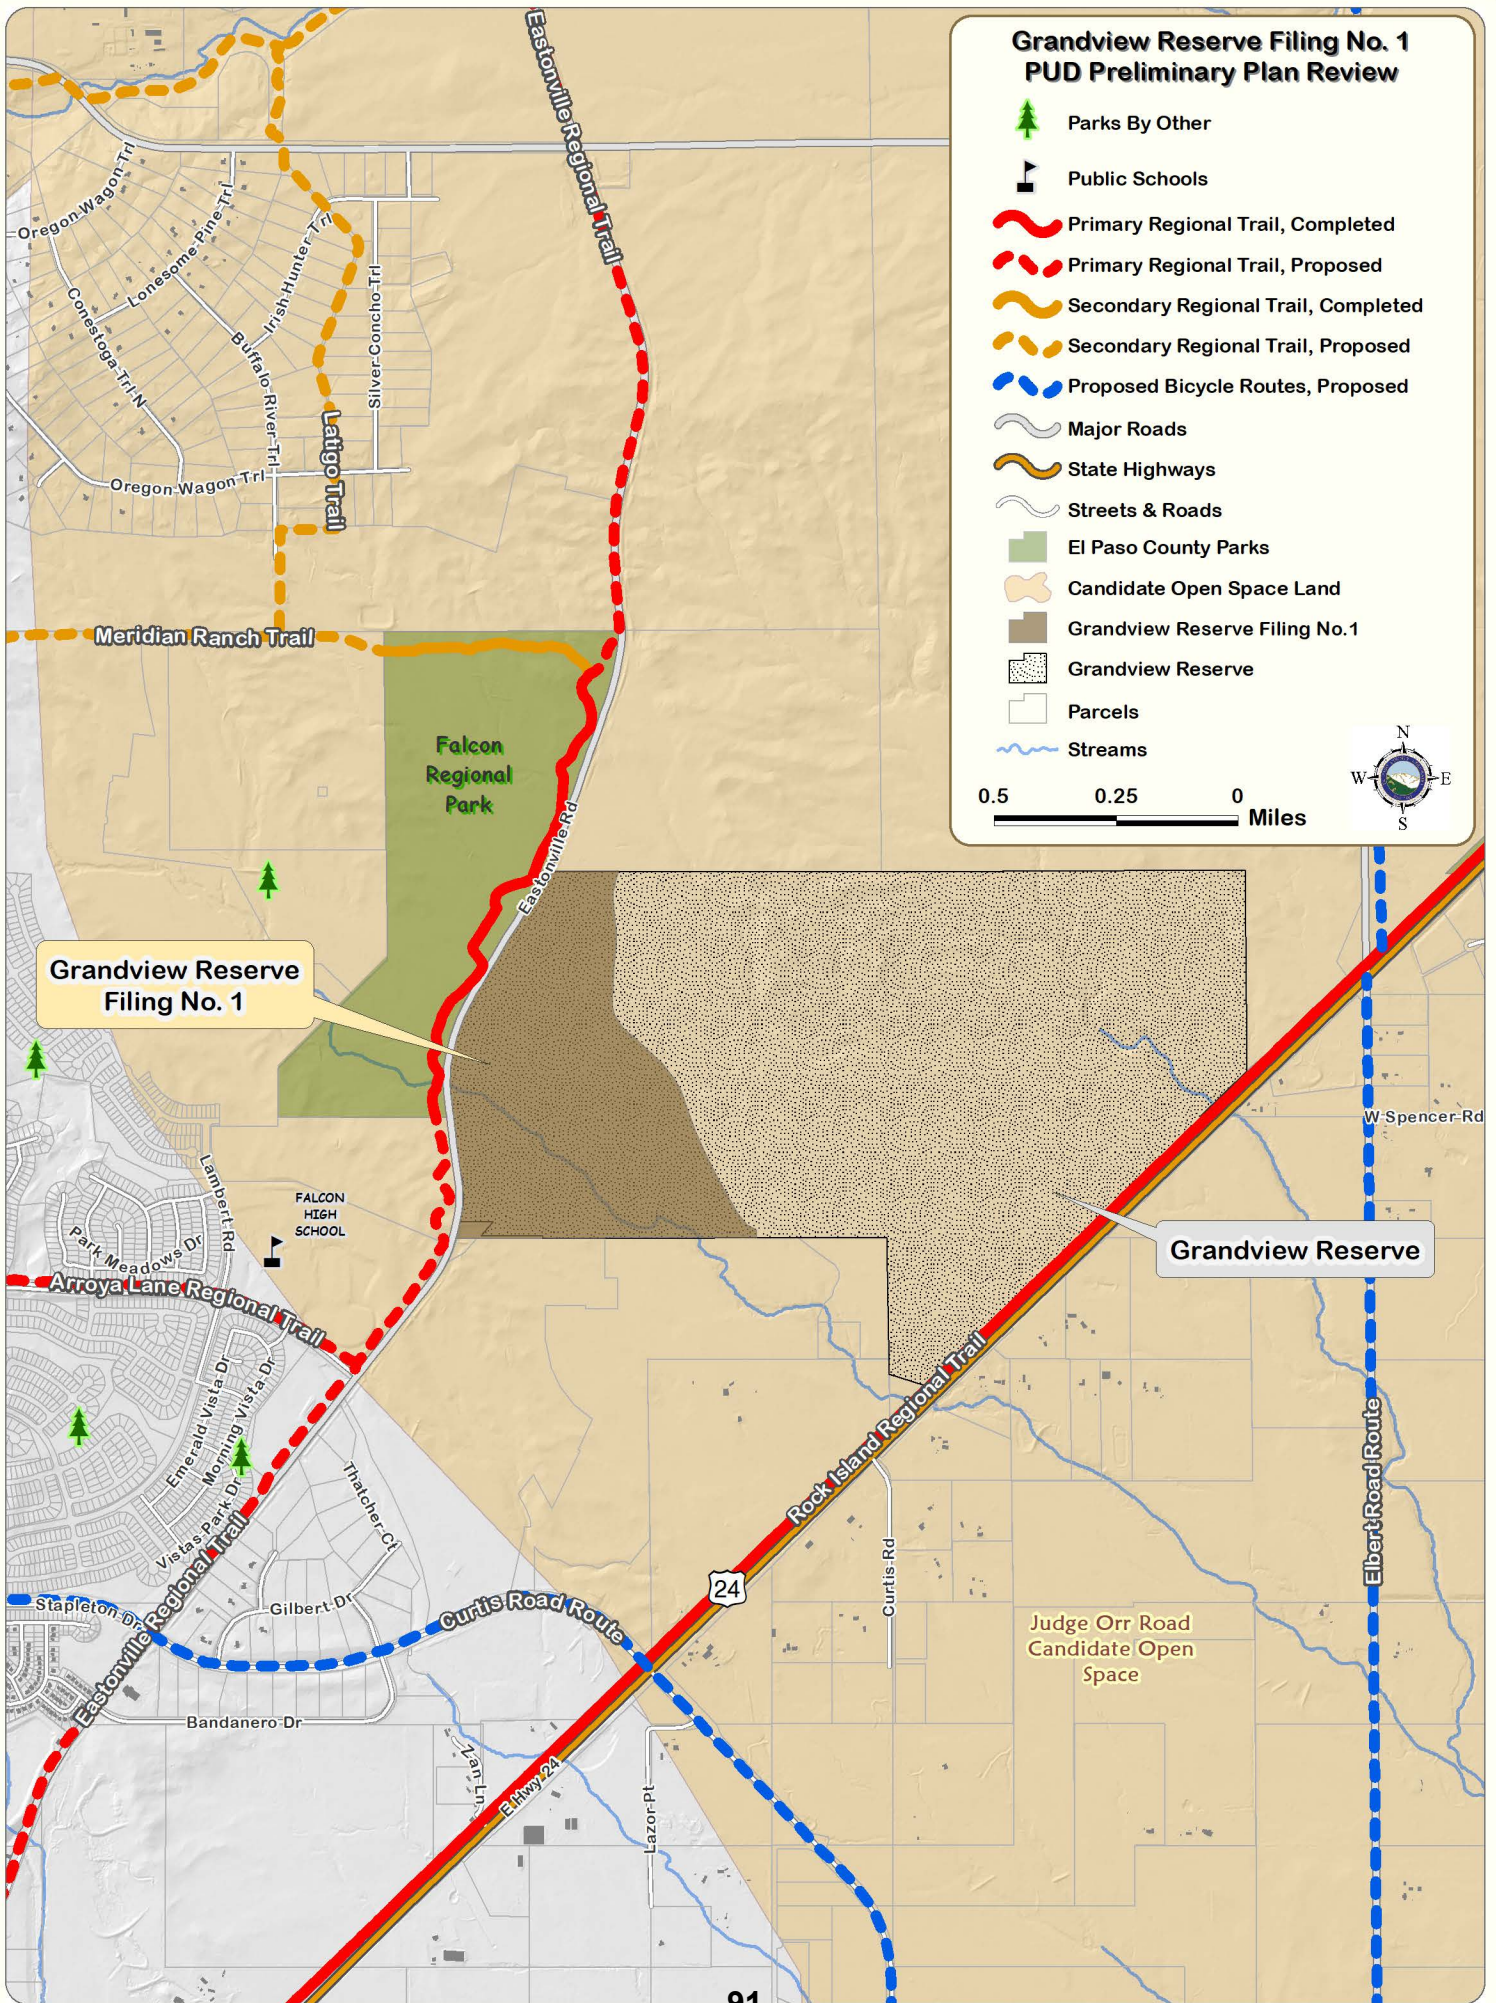 Grandview Reserve Filing No. 1
PUD Preliminary Plan Review
Parks By Other
Public Schools
Primary Regional Trail, Completed
Primary Regional Trail, Proposed
Secondary Regional Trail, Completed
Secondary Regional Trail, Proposed
Proposed Bicycle Routes, Proposed
Major Roads
State Highways
Streets & Roads
El Paso County Parks
Candidate Open Space Land
Grandview Reserve Filing No.1
Grandview Reserve
Parcels
Streams
N
W
E
S
0.5
0.25
0
Miles
Eastonville Regional Trail
Oregon Wagon Trl
Lonesome Pine Trl
Irish Hunter Trl
Conestoga Trl N
Buffalo River Trl
Silver Concho Trl
Latigo Trail
Oregon Wagon Trl
Meridian Ranch Trail
Falcon
Regional
Park
Eastonville Rd
Grandview Reserve
Filing No. 1
W Spencer Rd
Lambert Rd
FALCON
HIGH
SCHOOL
Park Meadows Dr
Grandview Reserve
Arroya Lane Regional Trail
Emerald Vista Dr
Morning Vista Dr
Vistas Park Dr
Thatcher Ct
Rock Island Regional Trail
Elbert Road Route
Curtis Rd
24
Eastonville Regional Trail
Stapleton Dr
Gilbert Dr
Curtis Road Route
Judge Orr Road
Candidate Open
Space
Bandanero Dr
Zan Ln
E Hwy 24
Lazor Pt
91